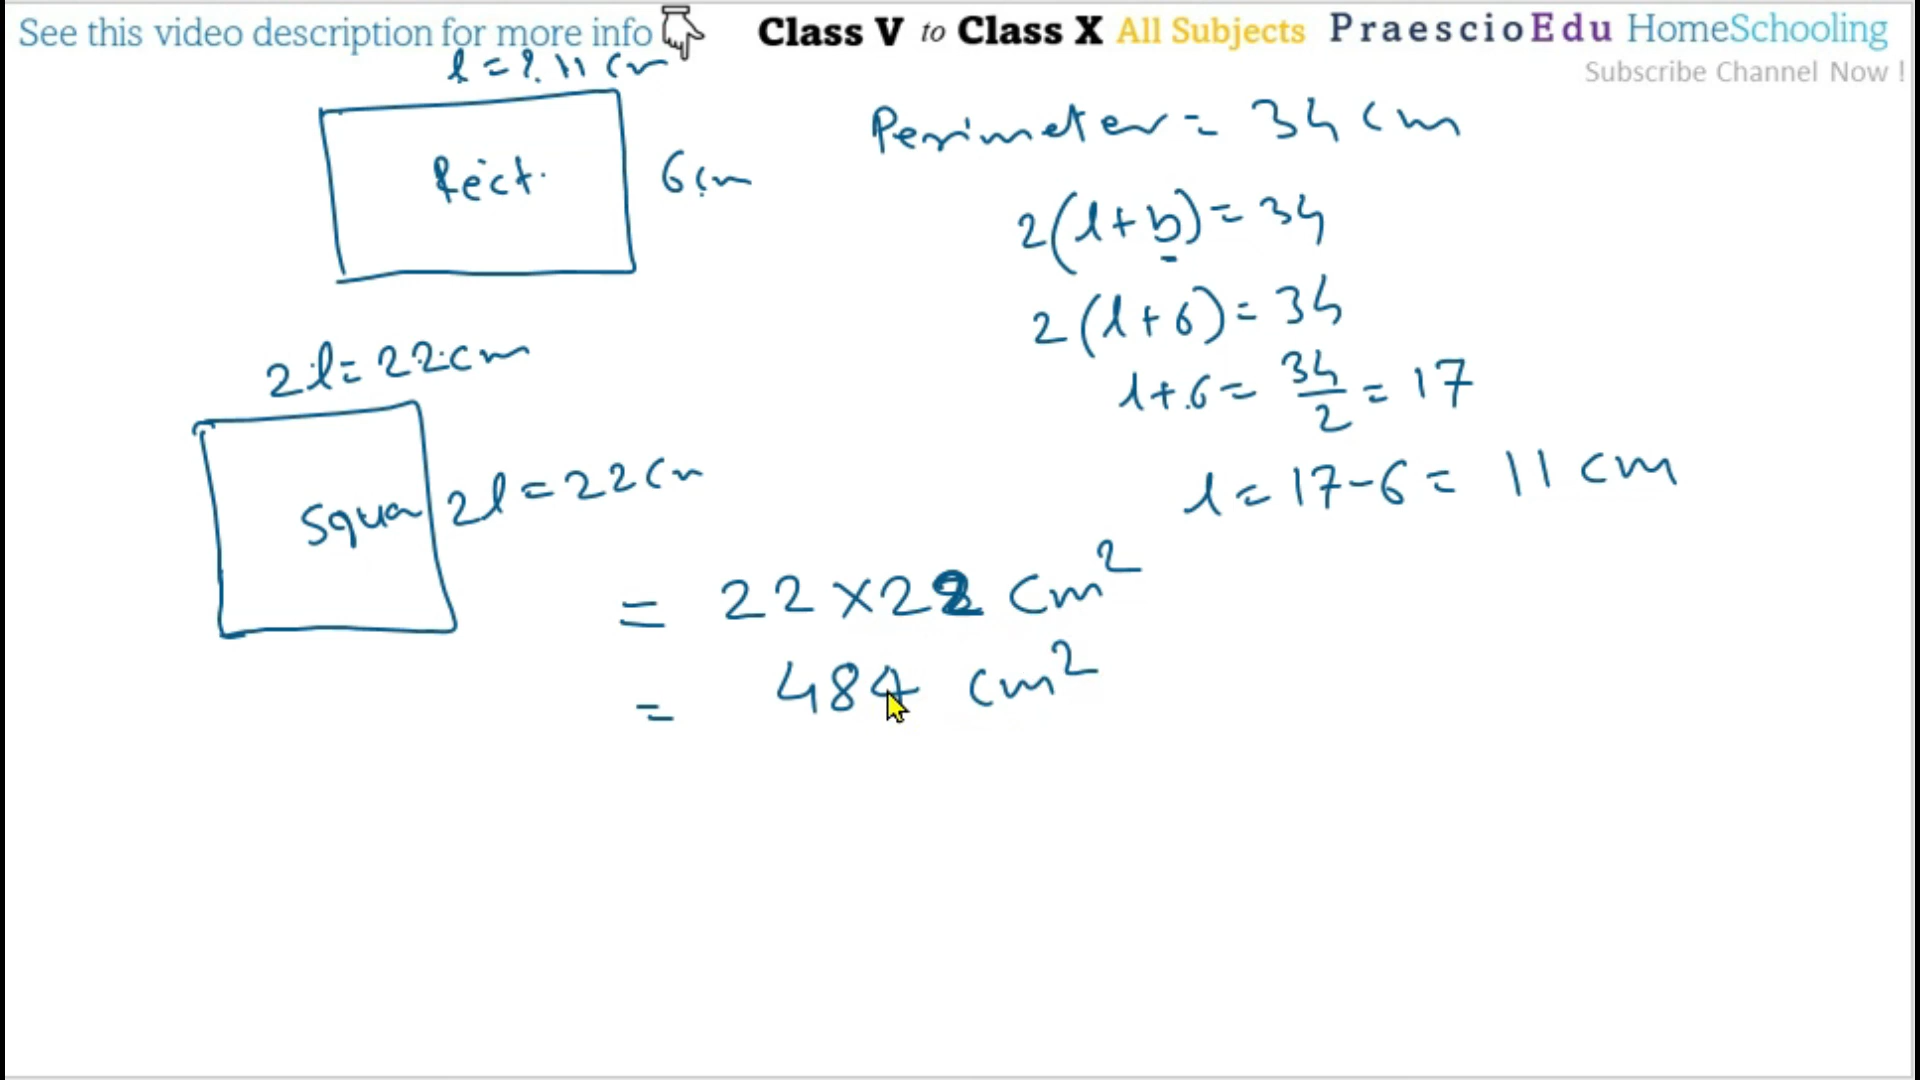 See this video description for more info Class V to Class X All Subjects PraescioEdu HomeSchooling
Subscribe Channel Now !
l = ? 11 cm
Rect.
6 cm
Perimeter = 34 cm
2(l+b) = 34
2(l+6) = 34
l+6 = 34/2 = 17
l = 17-6 = 11 cm
2l = 22 cm
Squa
2l = 22 cm
= 22 × 22 cm²
= 484 cm²